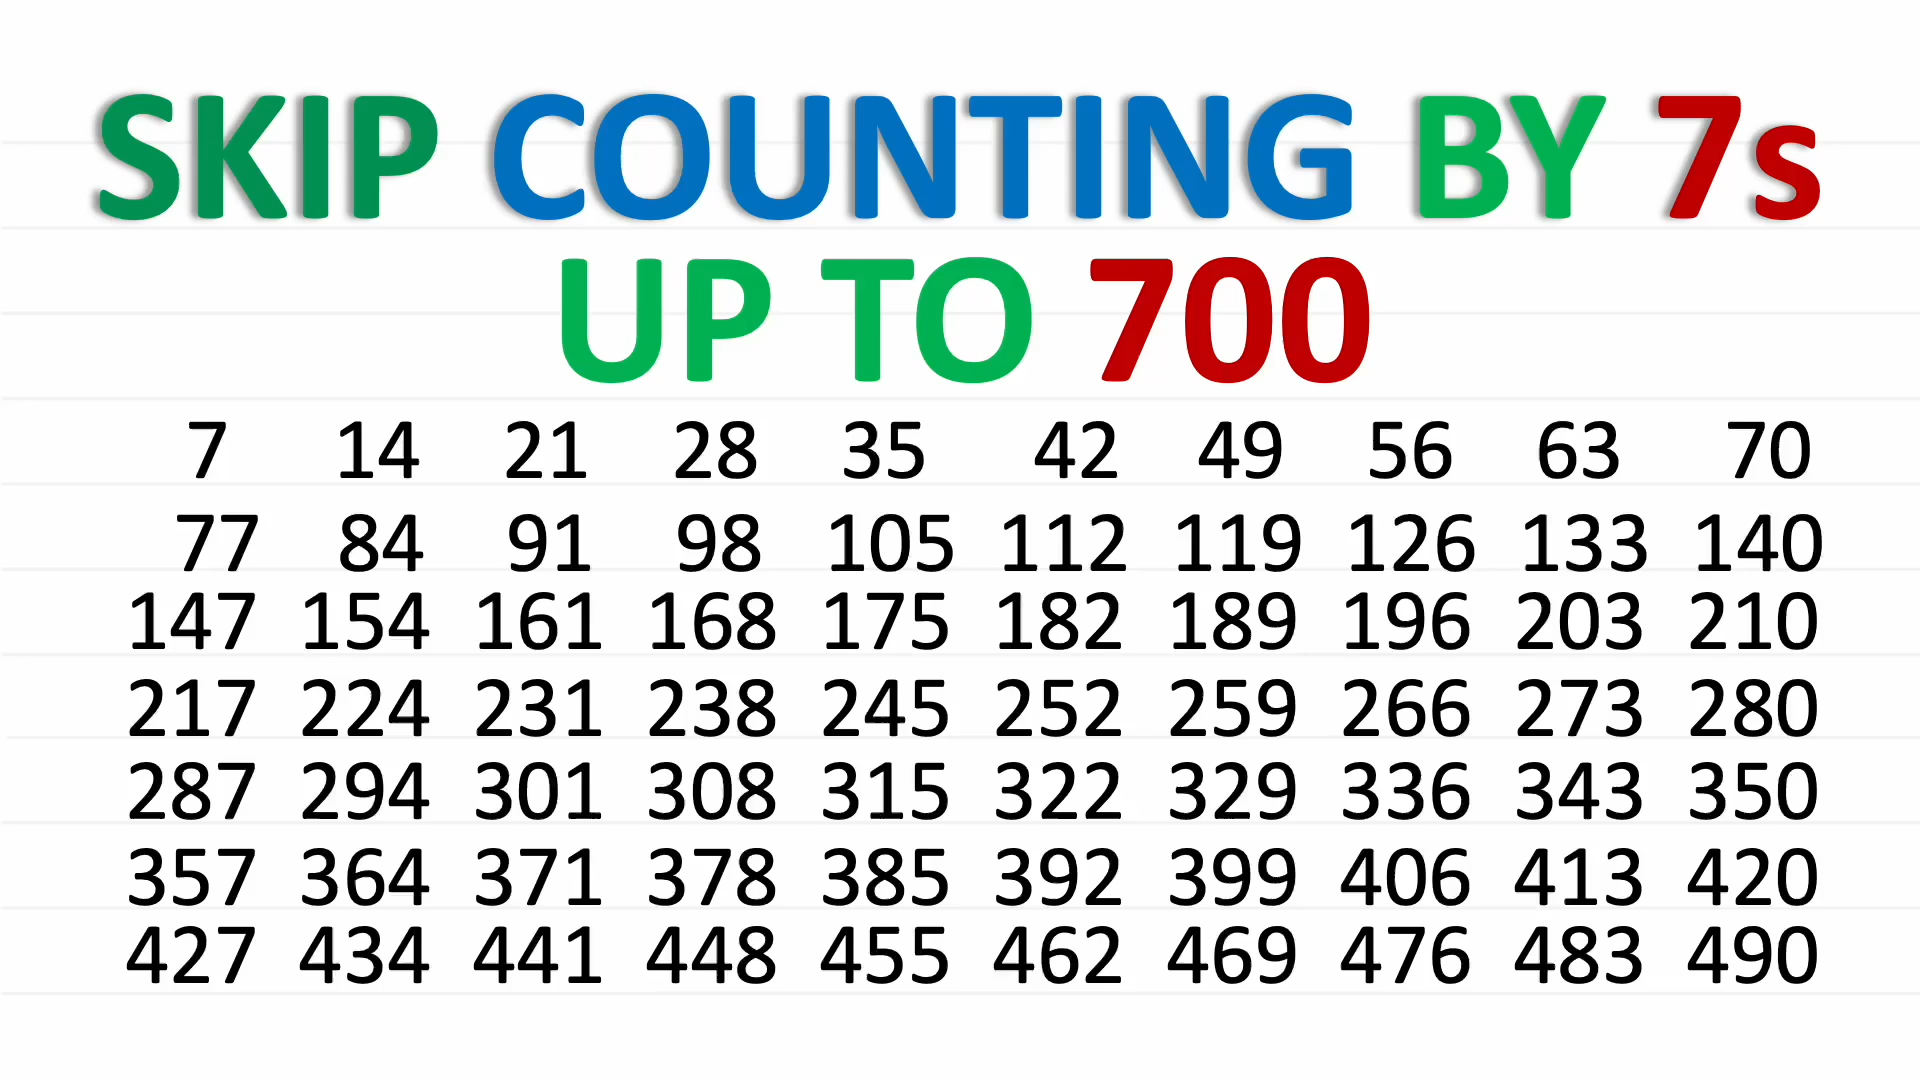 SKIP COUNTING BY 7s
UP TO 700
7 14 21 28 35 42 49 56 63 70
77 84 91 98 105 112 119 126 133 140
147 154 161 168 175 182 189 196 203 210
217 224 231 238 245 252 259 266 273 280
287 294 301 308 315 322 329 336 343 350
357 364 371 378 385 392 399 406 413 420
427 434 441 448 455 462 469 476 483 490